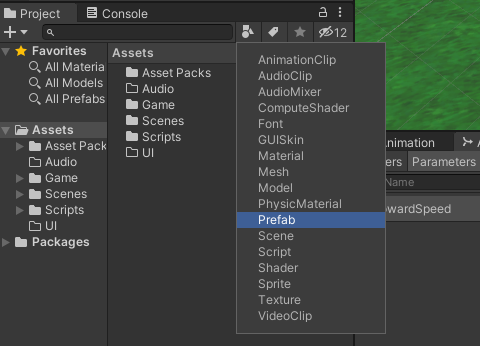 Project
Console
12
Favorites
All Materia
All Models
All Prefabs
Assets
Asset Pack
Audio
Game
Scenes
Scripts
UI
Packages
Assets
Asset Packs
Audio
Game
Scenes
Scripts
UI
AnimationClip
AudioClip
AudioMixer
ComputeShader
Font
GUISkin
Material
Mesh
Model
PhysicMaterial
Prefab
Scene
Script
Shader
Sprite
Texture
VideoClip
Animation
ers
Parameters
Name
owardSpeed